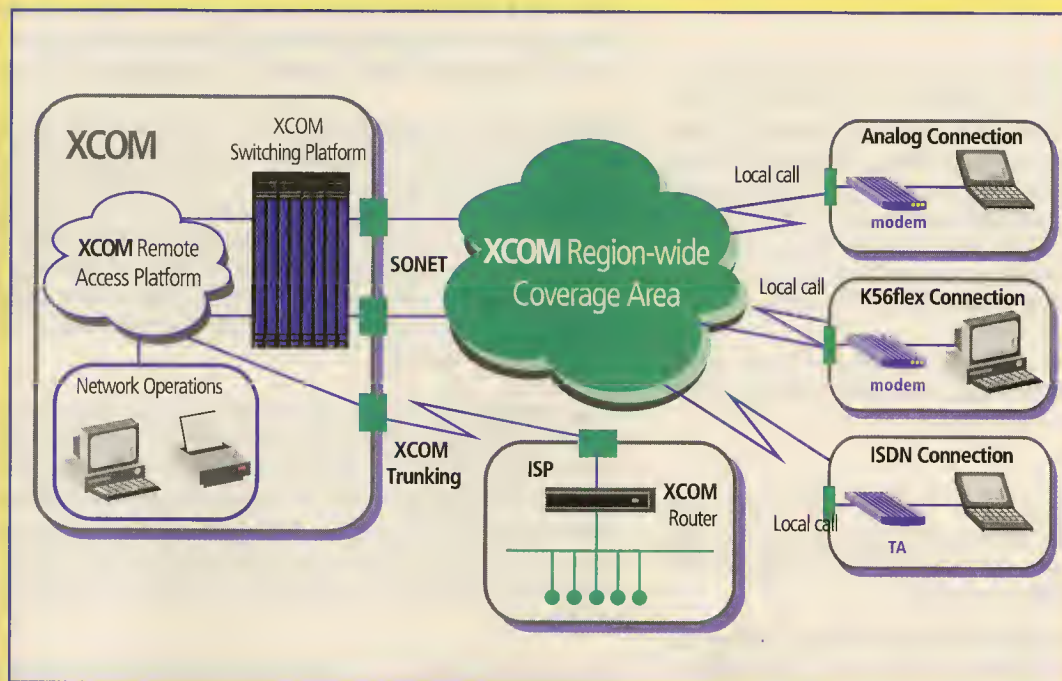 XCOM
XCOM
Switching Platform
XCOM Remote
Access Platform
Network Operations
SONET
XCOM
Trunking
XCOM Region-wide
Coverage Area
ISP
XCOM
Router
Local call
Analog Connection
modem
Local call
K56flex Connection
modem
Local call
ISDN Connection
TA